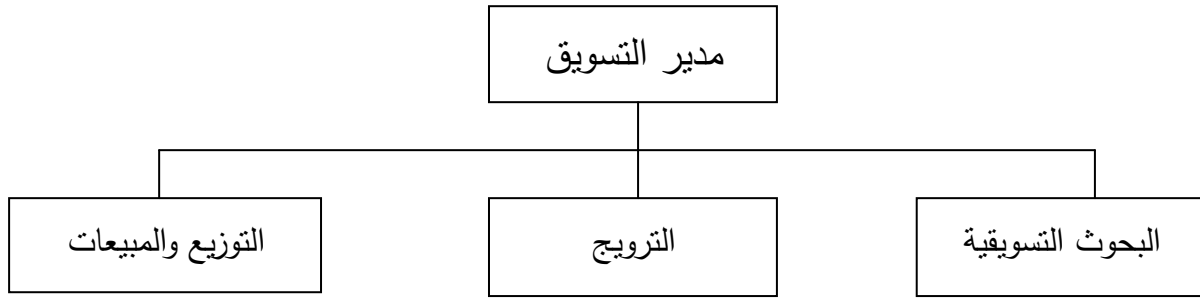 مدير التسويق
البحوث التسويقية
الترويج
التوزيع والمبيعات